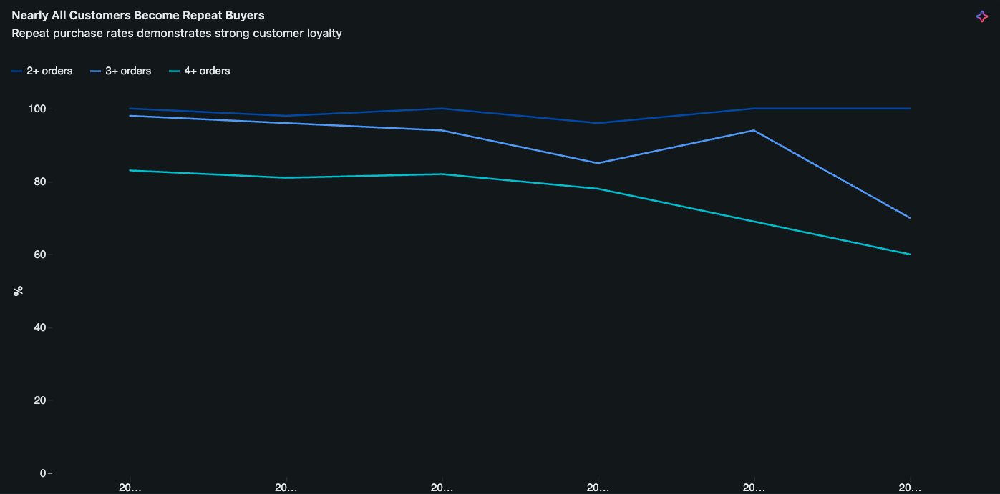 Nearly All Customers Become Repeat Buyers
Repeat purchase rates demonstrates strong customer loyalty
2+ orders 3+ orders 4+ orders
100
80
60
%
40
20
0
20... 20... 20... 20... 20... 20...